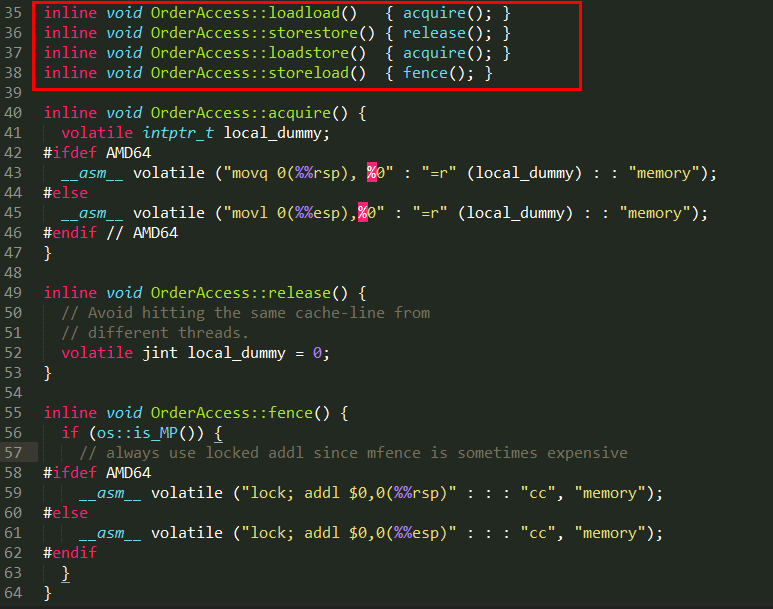 35 inline void OrderAccess::loadload()   { acquire(); }
36 inline void OrderAccess::storestore() { release(); }
37 inline void OrderAccess::loadstore()  { acquire(); }
38 inline void OrderAccess::storeload()  { fence(); }
39
40 inline void OrderAccess::acquire() {
41   volatile intptr_t local_dummy;
42 #ifdef AMD64
43   __asm__ volatile ("movq 0(%%rsp), %0" : "=r" (local_dummy) : : "memory");
44 #else
45   __asm__ volatile ("movl 0(%%esp),%0" : "=r" (local_dummy) : : "memory");
46 #endif // AMD64
47 }
48
49 inline void OrderAccess::release() {
50   // Avoid hitting the same cache-line from
51   // different threads.
52   volatile jint local_dummy = 0;
53 }
54
55 inline void OrderAccess::fence() {
56   if (os::is_MP()) {
57     // always use locked addl since mfence is sometimes expensive
58 #ifdef AMD64
59     __asm__ volatile ("lock; addl $0,0(%%rsp)" : : : "cc", "memory");
60 #else
61     __asm__ volatile ("lock; addl $0,0(%%esp)" : : : "cc", "memory");
62 #endif
63   }
64 }